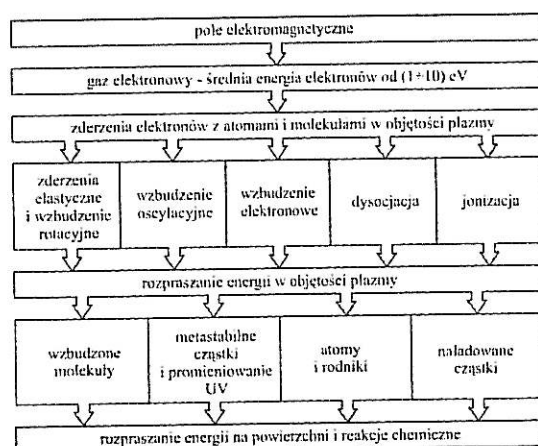 pole elektromagnetyczne
gaz elektronowy - średnia energia elektronów od (1÷10) eV
zderzenia elektronów z atomami i molekułami w objętości plazmy
zderzenia
elastyczne
i wzbudzenie
rotacyjne
wzbudzenie
oscylacyjne
wzbudzenie
elektronowe
dysocjacja
jonizacja
rozpraszanie energii w objętości plazmy
wzbudzone
molekuły
metastabilne
cząstki
i promieniowanie
UV
atomy
i rodniki
naładowane
cząstki
rozpraszanie energii na powierzchni i reakcje chemiczne